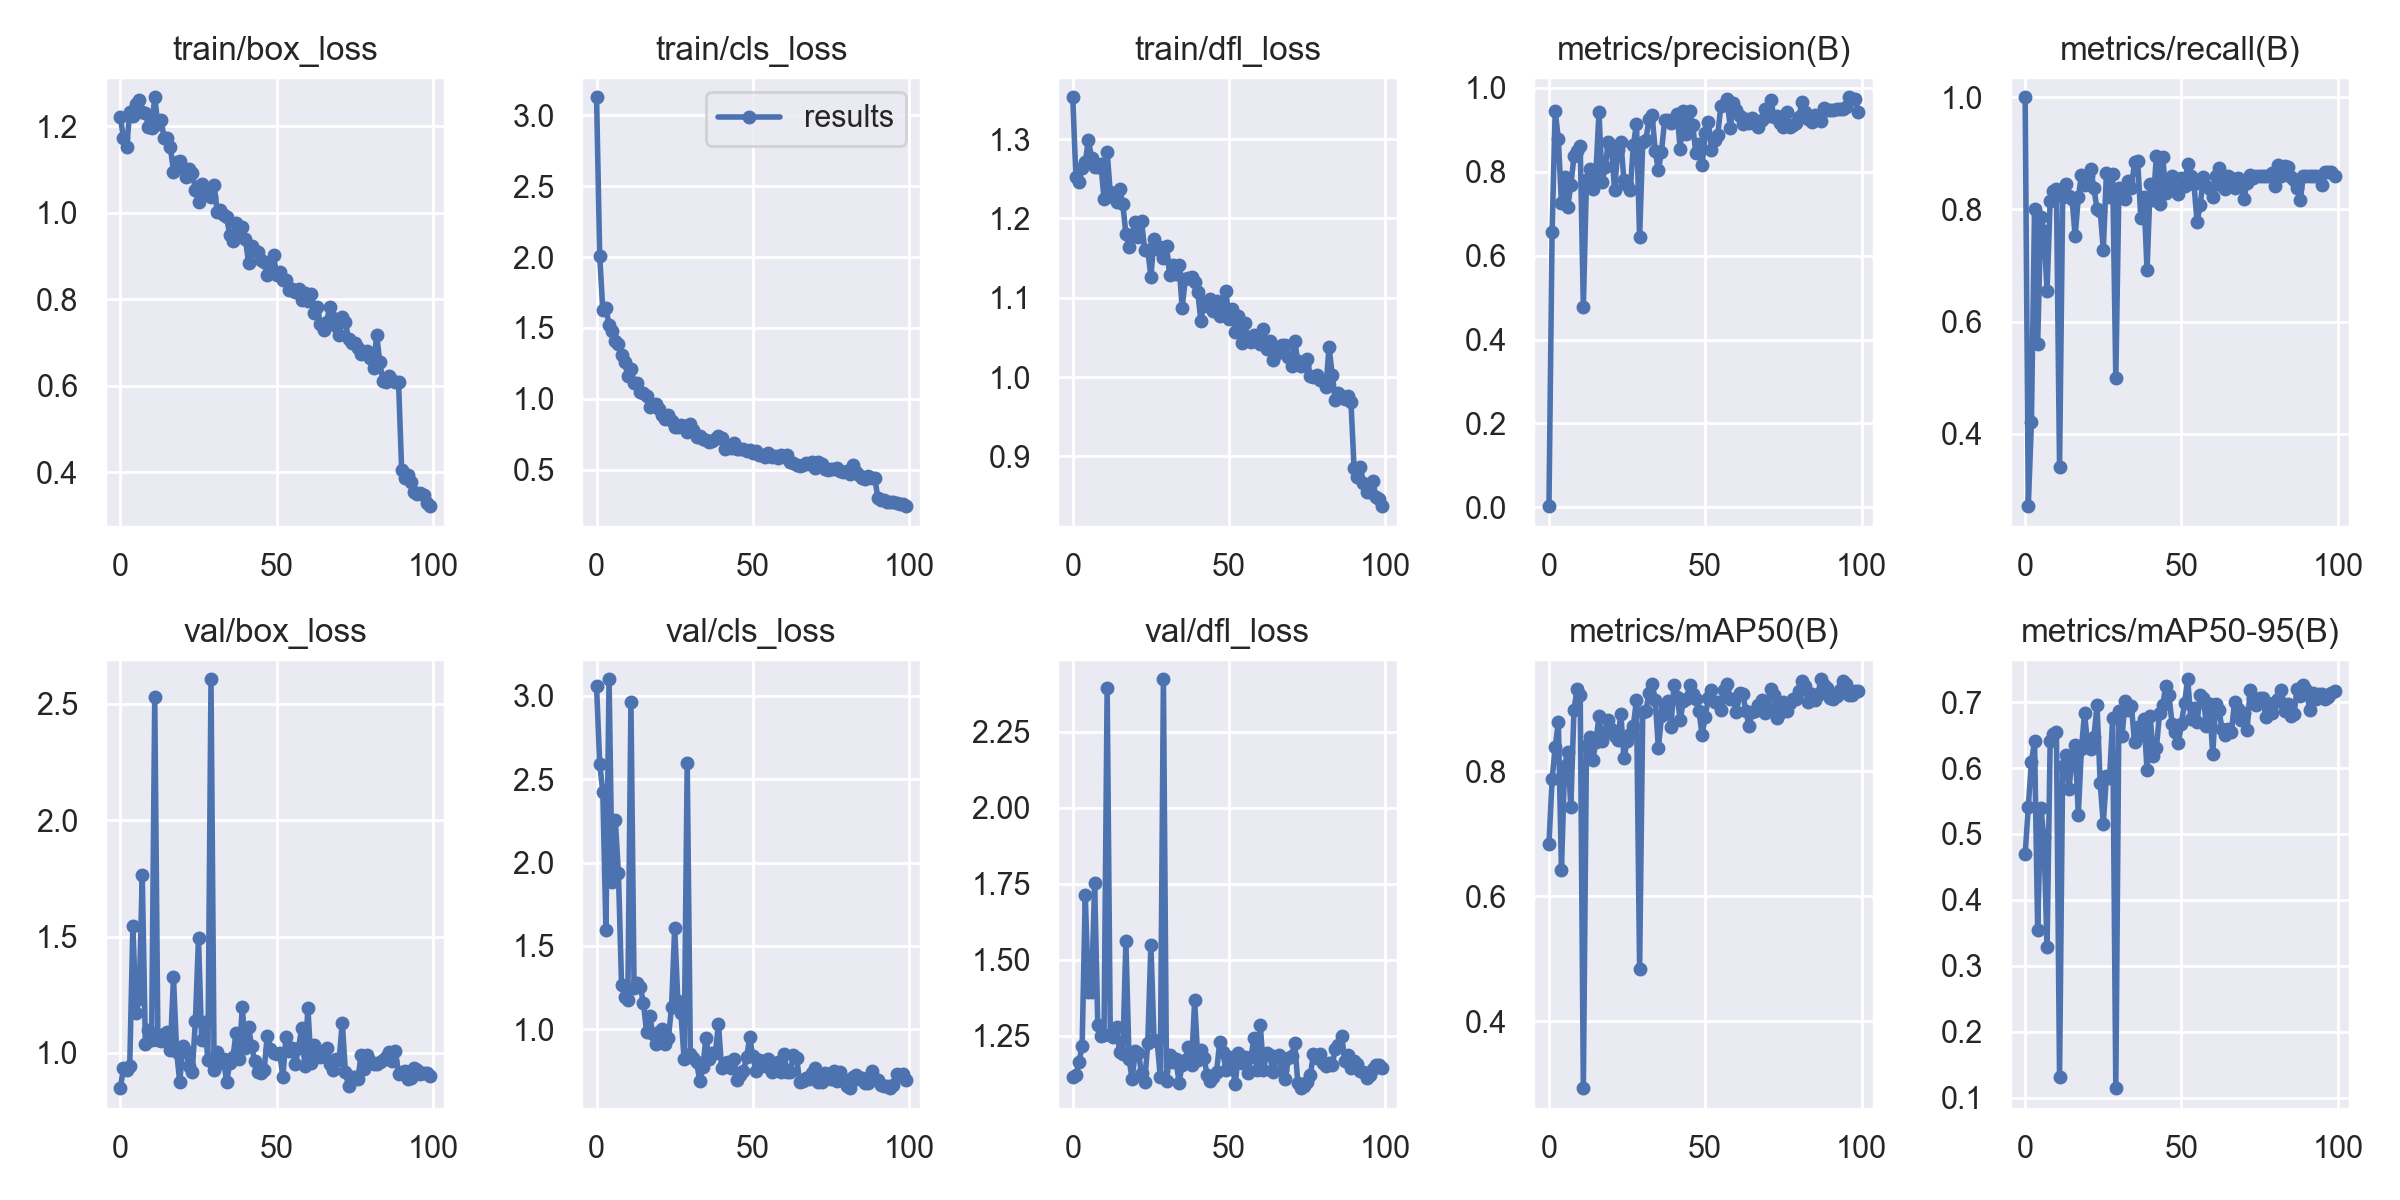 train/box_loss
1.2
1.0
0.8
0.6
0.4
0 50 100
train/cls_loss
results
3.0
2.5
2.0
1.5
1.0
0.5
0 50 100
train/dfl_loss
1.3
1.2
1.1
1.0
0.9
0 50 100
metrics/precision(B)
1.0
0.8
0.6
0.4
0.2
0.0
0 50 100
metrics/recall(B)
1.0
0.8
0.6
0.4
0 50 100
val/box_loss
2.5
2.0
1.5
1.0
0 50 100
val/cls_loss
3.0
2.5
2.0
1.5
1.0
0 50 100
val/dfl_loss
2.25
2.00
1.75
1.50
1.25
0 50 100
metrics/mAP50(B)
0.8
0.6
0.4
0 50 100
metrics/mAP50-95(B)
0.7
0.6
0.5
0.4
0.3
0.2
0.1
0 50 100